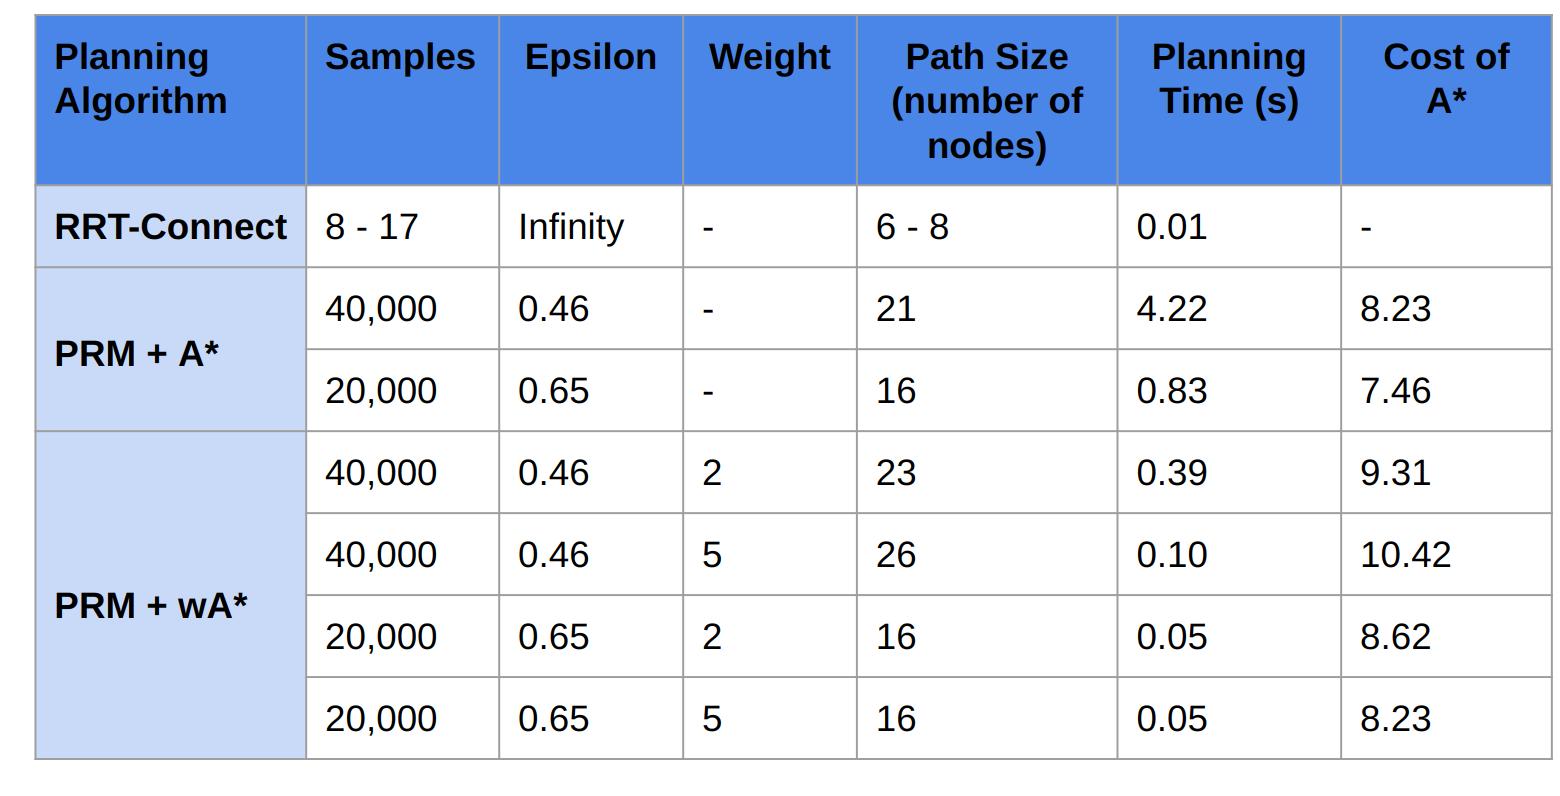 Planning Algorithm Samples Epsilon Weight Path Size (number of nodes) Planning Time (s) Cost of A*
RRT-Connect 8 - 17 Infinity - 6 - 8 0.01 -
PRM + A* 40,000 0.46 - 21 4.22 8.23
20,000 0.65 - 16 0.83 7.46
PRM + wA* 40,000 0.46 2 23 0.39 9.31
40,000 0.46 5 26 0.10 10.42
20,000 0.65 2 16 0.05 8.62
20,000 0.65 5 16 0.05 8.23